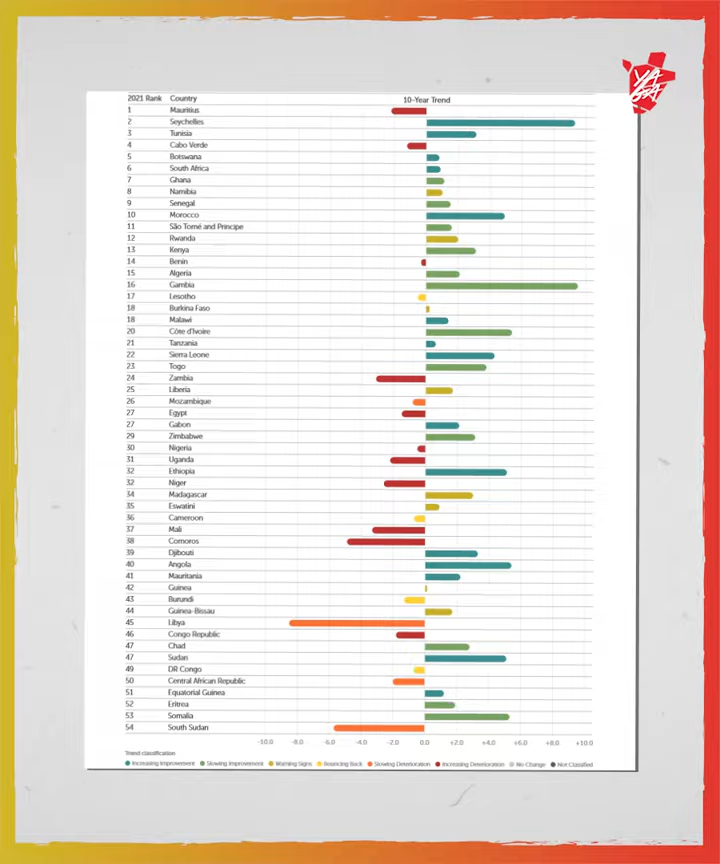 YA
GSA
2021 Rank Country 10-Year Trend
1 Mauritius
2 Seychelles
3 Tunisia
4 Cabo Verde
5 Botswana
6 South Africa
7 Ghana
8 Namibia
9 Senegal
10 Morocco
11 São Tomé and Príncipe
12 Rwanda
13 Kenya
14 Benin
15 Algeria
16 Gambia
17 Lesotho
18 Burkina Faso
18 Malawi
20 Côte d'Ivoire
21 Tanzania
22 Sierra Leone
23 Togo
24 Zambia
25 Liberia
26 Mozambique
27 Egypt
27 Gabon
29 Zimbabwe
30 Nigeria
31 Uganda
32 Ethiopia
32 Niger
34 Madagascar
35 Eswatini
36 Cameroon
37 Mali
38 Comoros
39 Djibouti
40 Angola
41 Mauritania
42 Guinea
43 Burundi
44 Guinea-Bissau
45 Libya
46 Congo Republic
47 Chad
47 Sudan
49 DR Congo
50 Central African Republic
51 Equatorial Guinea
52 Eritrea
53 Somalia
54 South Sudan
-10.0 -8.0 -6.0 -4.0 -2.0 0.0 +2.0 +4.0 +8.0 +10.0
Trend classification
Increasing Improvement Slowing Improvement Warning Signs Bouncing Back Slowing Deterioration Increasing Deterioration No Change Not Classified